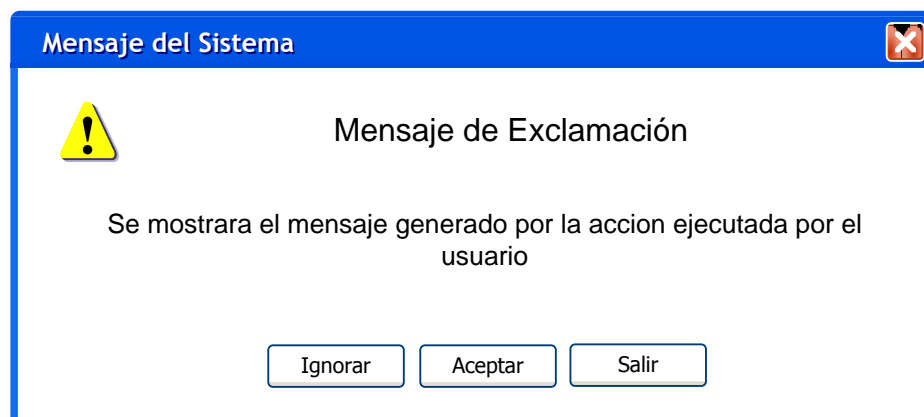 Mensaje del Sistema
Mensaje de Exclamación
Se mostrara el mensaje generado por la accion ejecutada por el
usuario
Ignorar Aceptar Salir